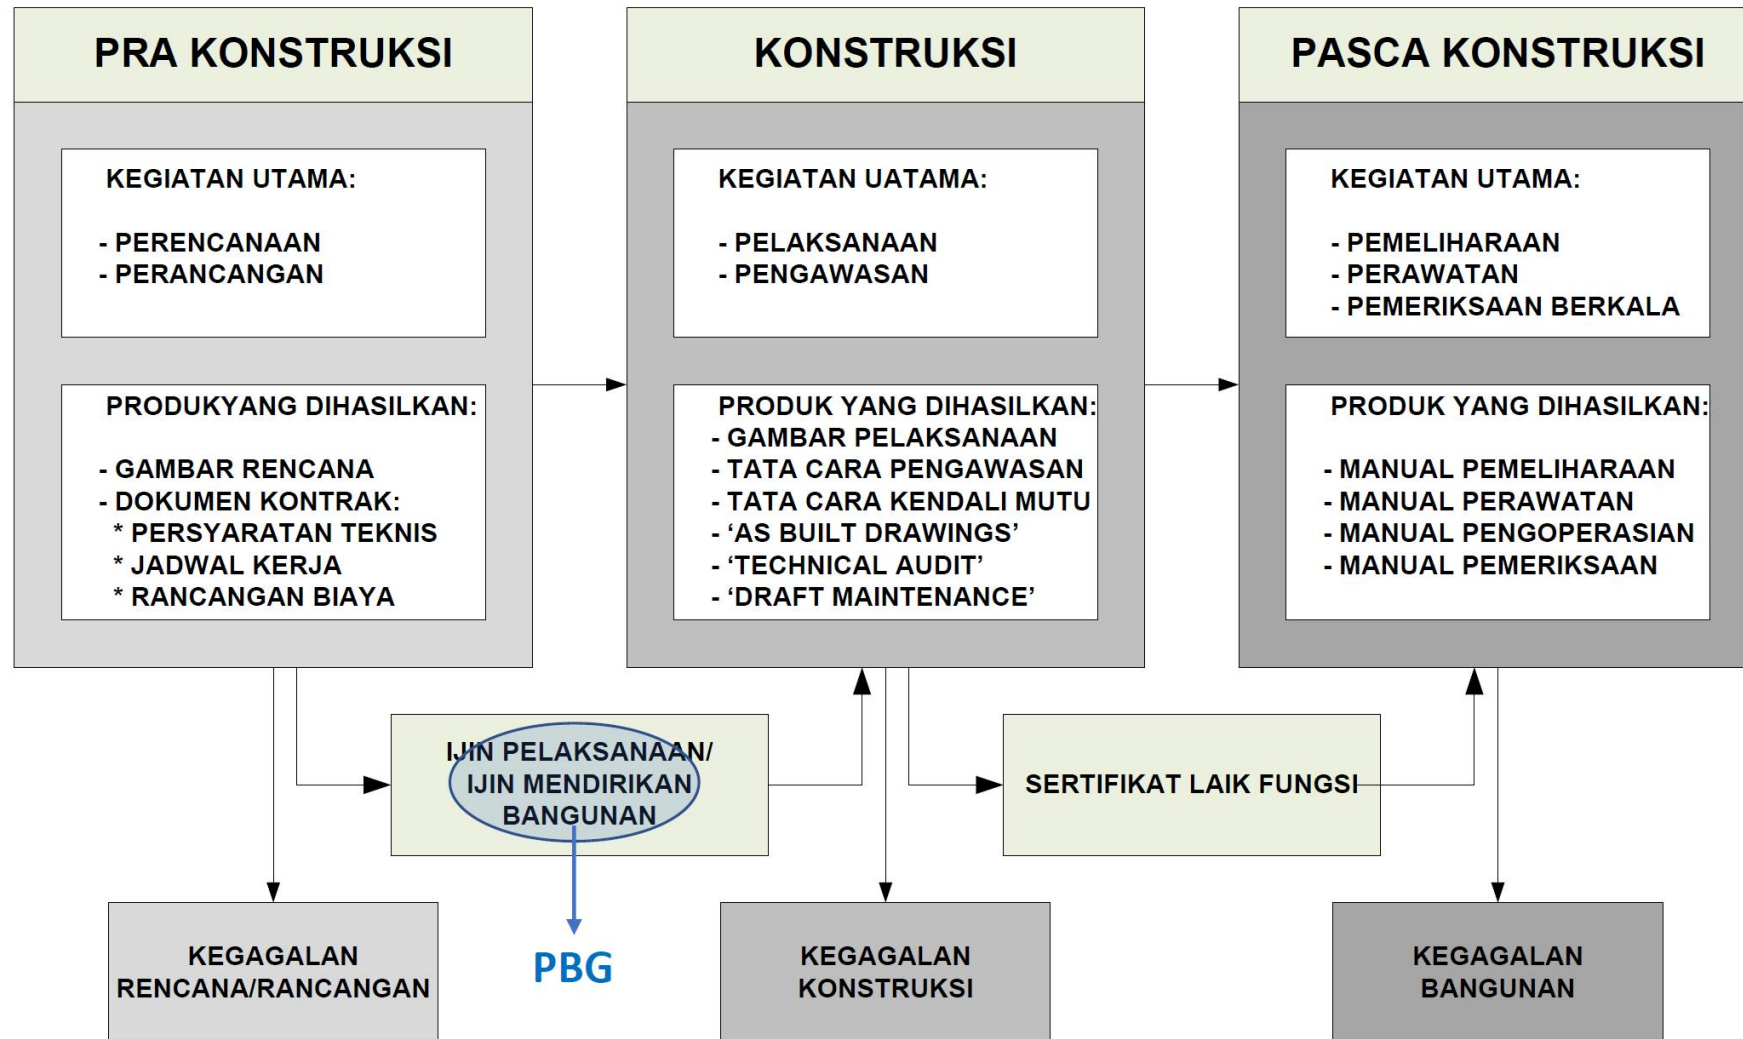 PRA KONSTRUKSI
KEGIATAN UTAMA:
- PERENCANAAN
- PERANCANGAN
PRODUKYANG DIHASILKAN:
- GAMBAR RENCANA
- DOKUMEN KONTRAK:
* PERSYARATAN TEKNIS
* JADWAL KERJA
* RANCANGAN BIAYA
KONSTRUKSI
KEGIATAN UATAMA:
- PELAKSANAAN
- PENGAWASAN
PRODUK YANG DIHASILKAN:
- GAMBAR PELAKSANAAN
- TATA CARA PENGAWASAN
- TATA CARA KENDALI MUTU
- ‘AS BUILT DRAWINGS’
- ‘TECHNICAL AUDIT’
- ‘DRAFT MAINTENANCE’
PASCA KONSTRUKSI
KEGIATAN UTAMA:
- PEMELIHARAAN
- PERAWATAN
- PEMERIKSAAN BERKALA
PRODUK YANG DIHASILKAN:
- MANUAL PEMELIHARAAN
- MANUAL PERAWATAN
- MANUAL PENGOPERASIAN
- MANUAL PEMERIKSAAN
IJIN PELAKSANAAN/
IJIN MENDIRIKAN
BANGUNAN
SERTIFIKAT LAIK FUNGSI
KEGAGALAN
RENCANA/RANCANGAN
PBG
KEGAGALAN
KONSTRUKSI
KEGAGALAN
BANGUNAN